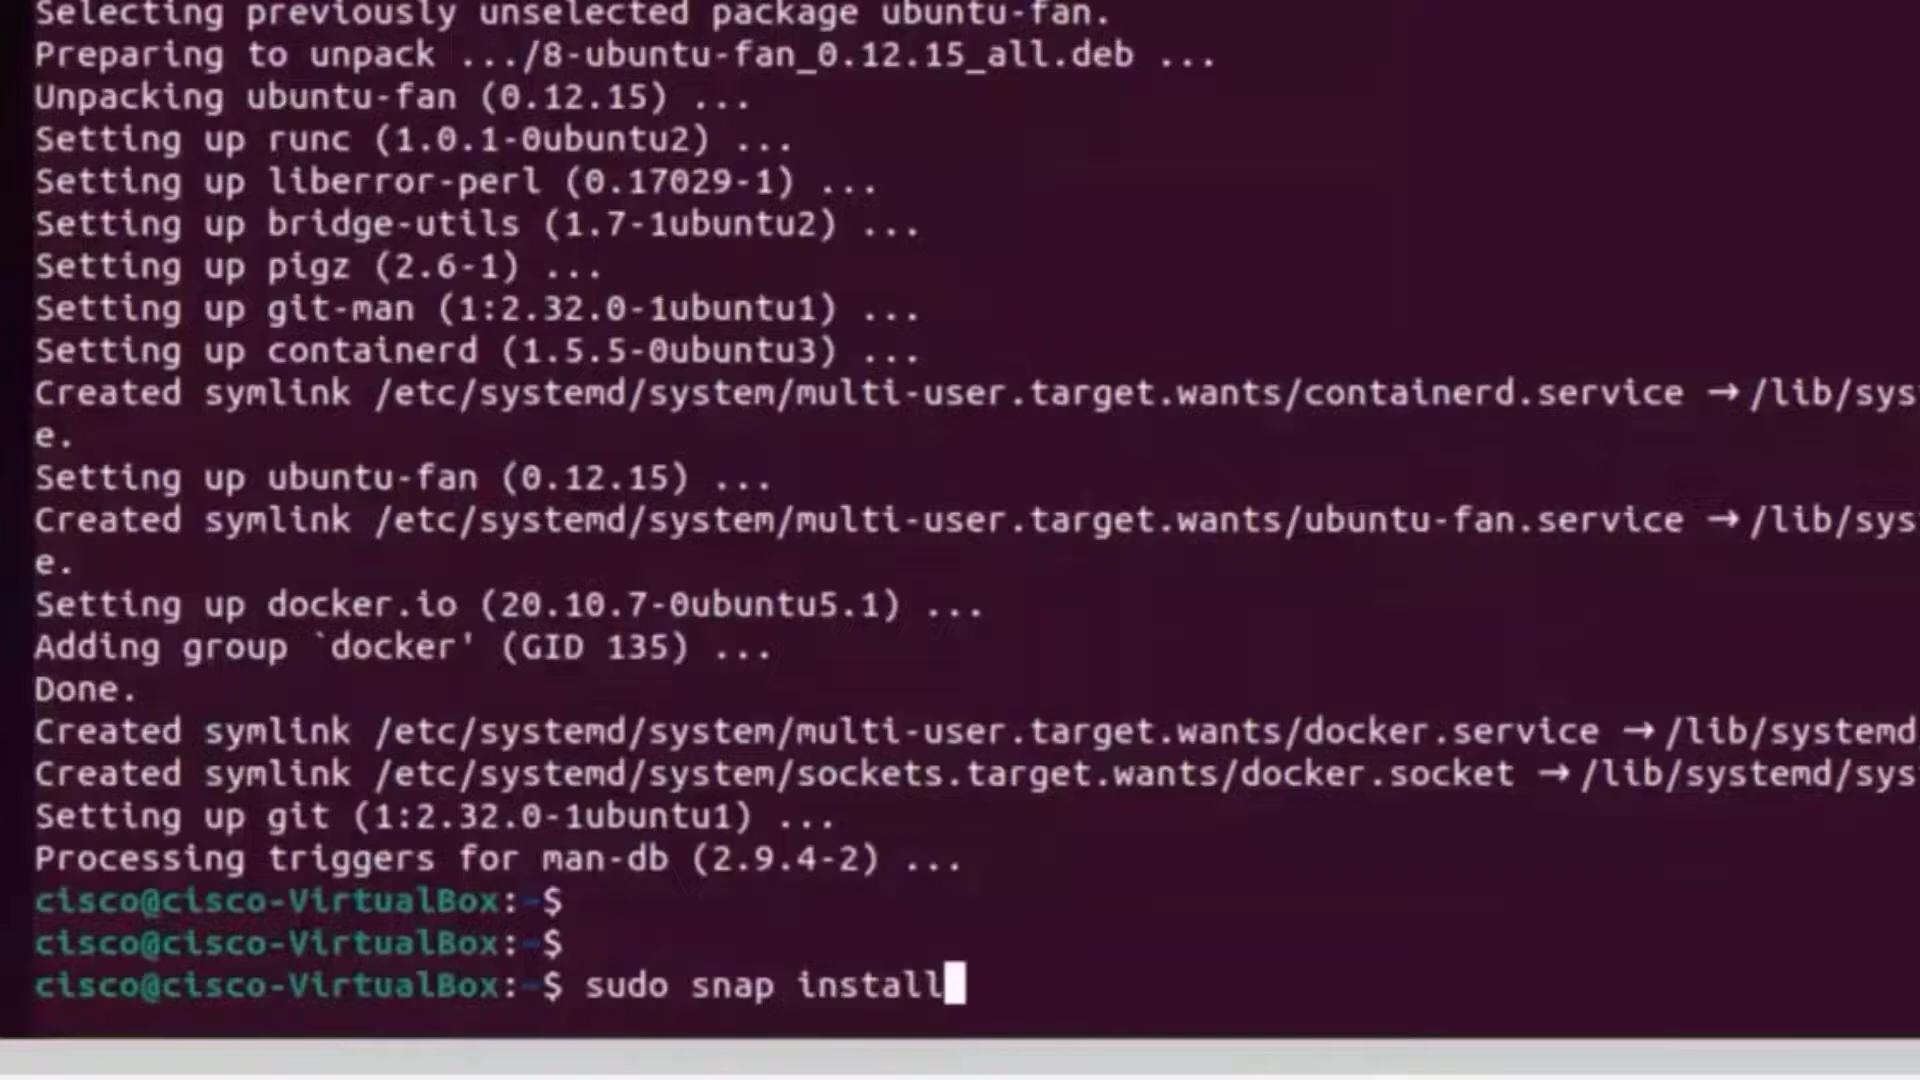 Selecting previously unselected package ubuntu-fan.
Preparing to unpack .../8-ubuntu-fan_0.12.15_all.deb ...
Unpacking ubuntu-fan (0.12.15) ...
Setting up runc (1.0.1-0ubuntu2) ...
Setting up liberror-perl (0.17029-1) ...
Setting up bridge-utils (1.7-1ubuntu2) ...
Setting up pigz (2.6-1) ...
Setting up git-man (1:2.32.0-1ubuntu1) ...
Setting up containerd (1.5.5-0ubuntu3) ...
Created symlink /etc/systemd/system/multi-user.target.wants/containerd.service → /lib/sys
e.
Setting up ubuntu-fan (0.12.15) ...
Created symlink /etc/systemd/system/multi-user.target.wants/ubuntu-fan.service → /lib/sys
e.
Setting up docker.io (20.10.7-0ubuntu5.1) ...
Adding group `docker' (GID 135) ...
Done.
Created symlink /etc/systemd/system/multi-user.target.wants/docker.service → /lib/systemd
Created symlink /etc/systemd/system/sockets.target.wants/docker.socket → /lib/systemd/sys
Setting up git (1:2.32.0-1ubuntu1) ...
Processing triggers for man-db (2.9.4-2) ...
cisco@cisco-VirtualBox:~$
cisco@cisco-VirtualBox:~$
cisco@cisco-VirtualBox:~$ sudo snap install